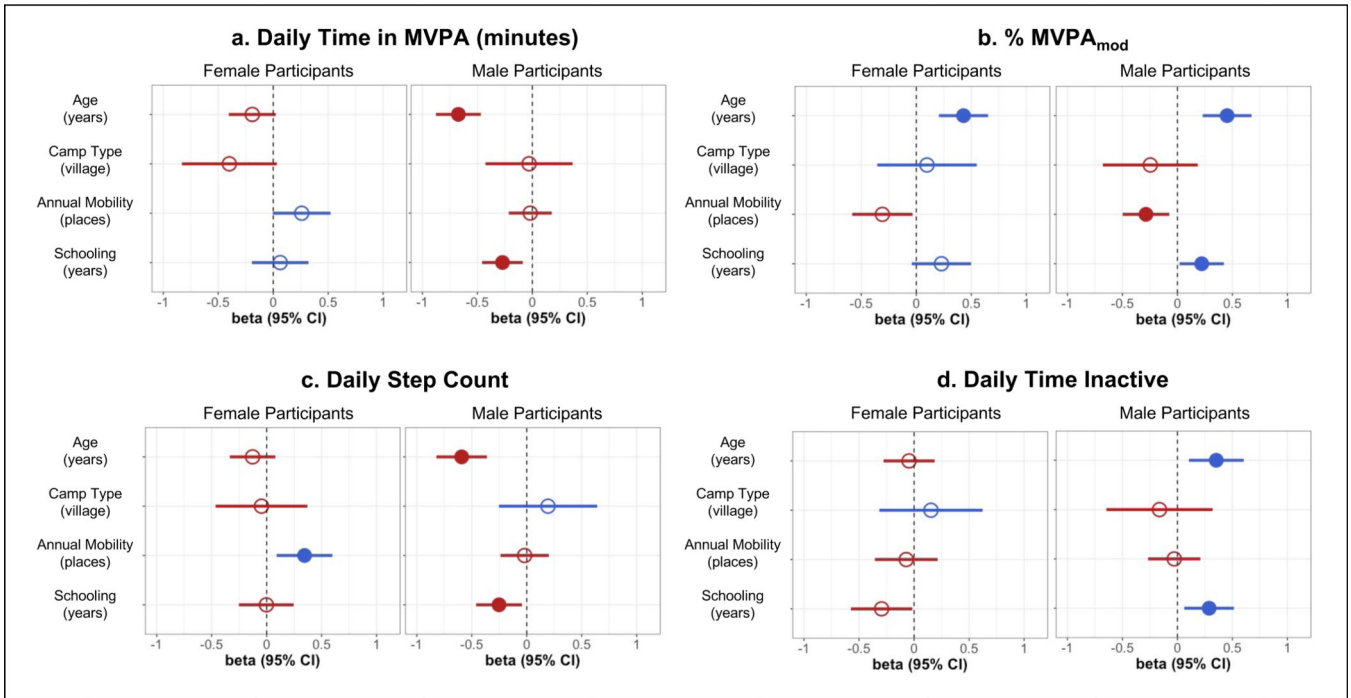 a. Daily Time in MVPA (minutes)
Female Participants
Male Participants
Age
(years)
Camp Type
(village)
Annual Mobility
(places)
Schooling
(years)
-1 -0.5 0 0.5 1
-1 -0.5 0 0.5 1
beta (95% CI)
beta (95% CI)
b. % MVPAmod
Female Participants
Male Participants
Age
(years)
Camp Type
(village)
Annual Mobility
(places)
Schooling
(years)
-1 -0.5 0 0.5 1
-1 -0.5 0 0.5 1
beta (95% CI)
beta (95% CI)
c. Daily Step Count
Female Participants
Male Participants
Age
(years)
Camp Type
(village)
Annual Mobility
(places)
Schooling
(years)
-1 -0.5 0 0.5 1
-1 -0.5 0 0.5 1
beta (95% CI)
beta (95% CI)
d. Daily Time Inactive
Female Participants
Male Participants
Age
(years)
Camp Type
(village)
Annual Mobility
(places)
Schooling
(years)
-1 -0.5 0 0.5 1
-1 -0.5 0 0.5 1
beta (95% CI)
beta (95% CI)